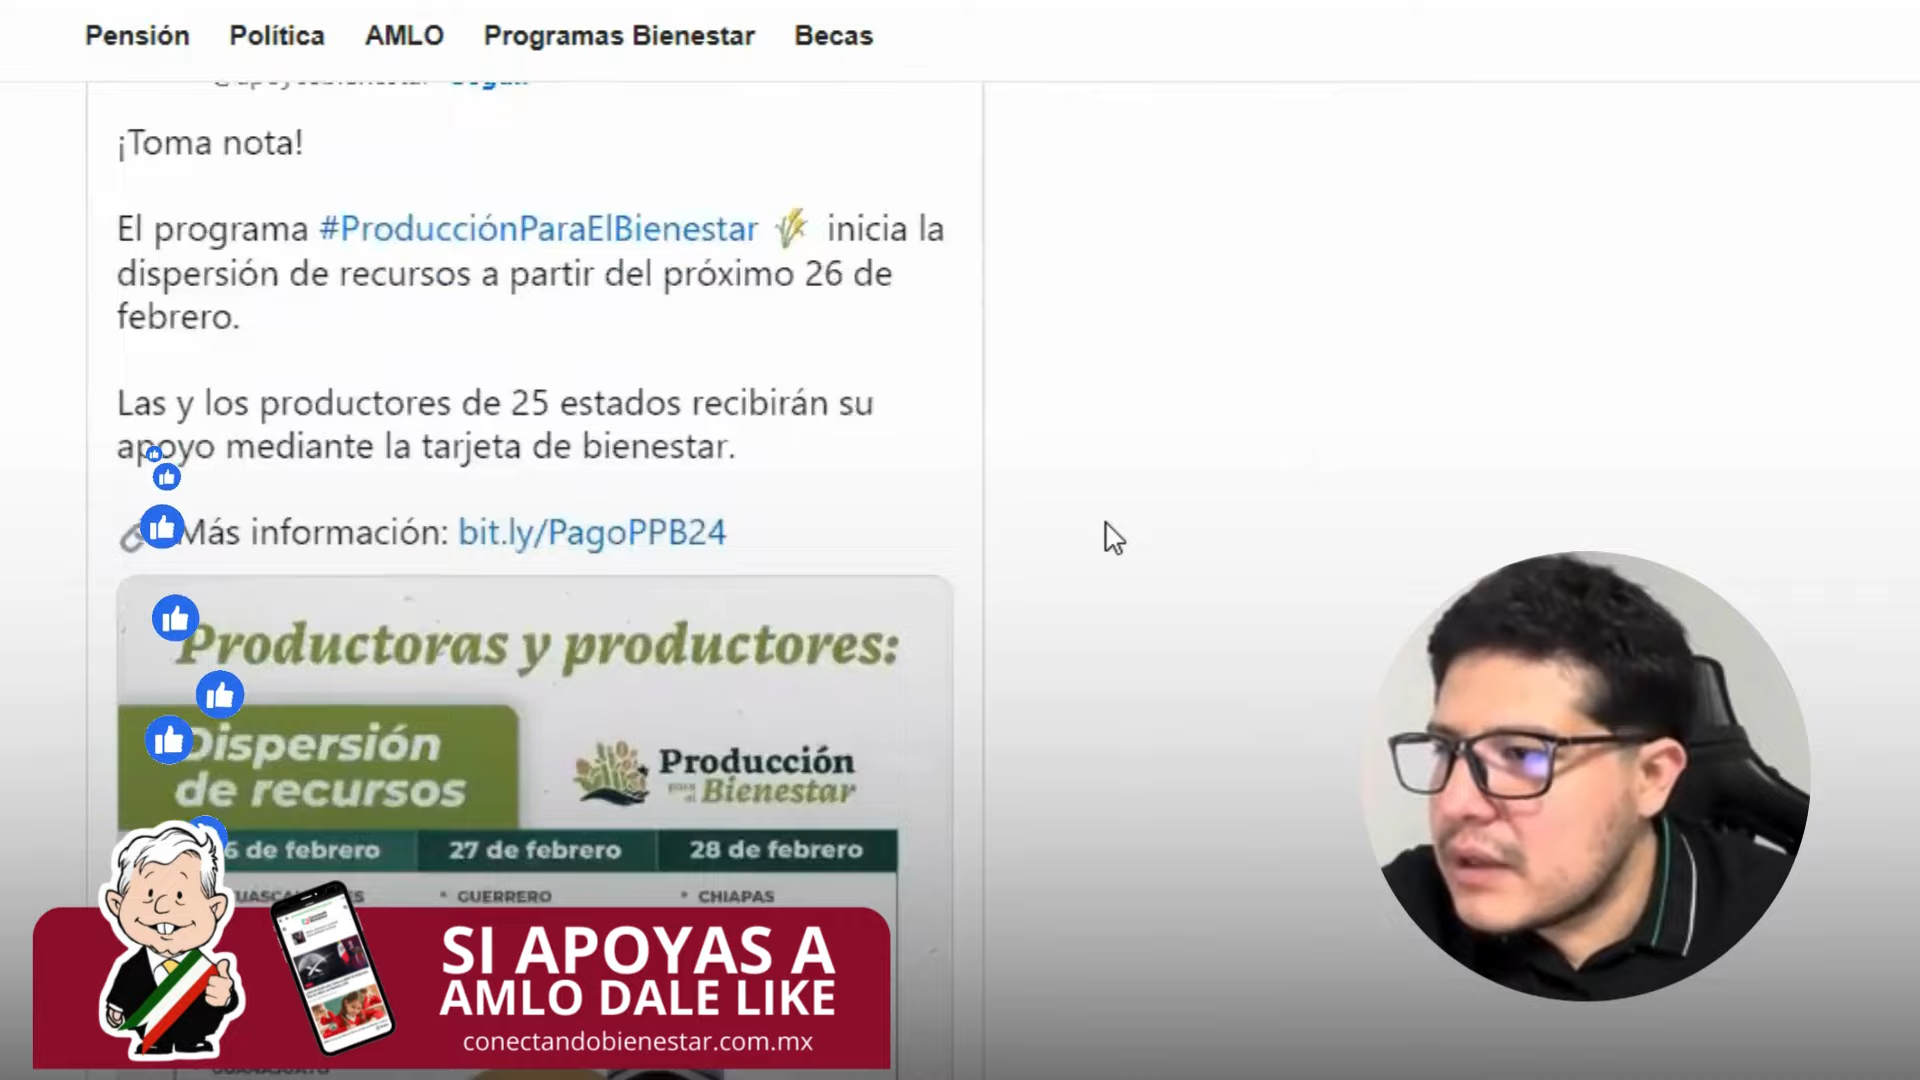 Pensión Política AMLO Programas Bienestar Becas
¡Toma nota!
El programa #ProducciónParaElBienestar inicia la
dispersión de recursos a partir del próximo 26 de
febrero.
Las y los productores de 25 estados recibirán su
apoyo mediante la tarjeta de bienestar.
Más información: bit.ly/PagoPPB24
Productoras y productores:
Dispersión
de recursos
Producción
para el Bienestar
6 de febrero 27 de febrero 28 de febrero
GUERRERO CHIAPAS
SI APOYAS A
AMLO DALE LIKE
conectandobienestar.com.mx